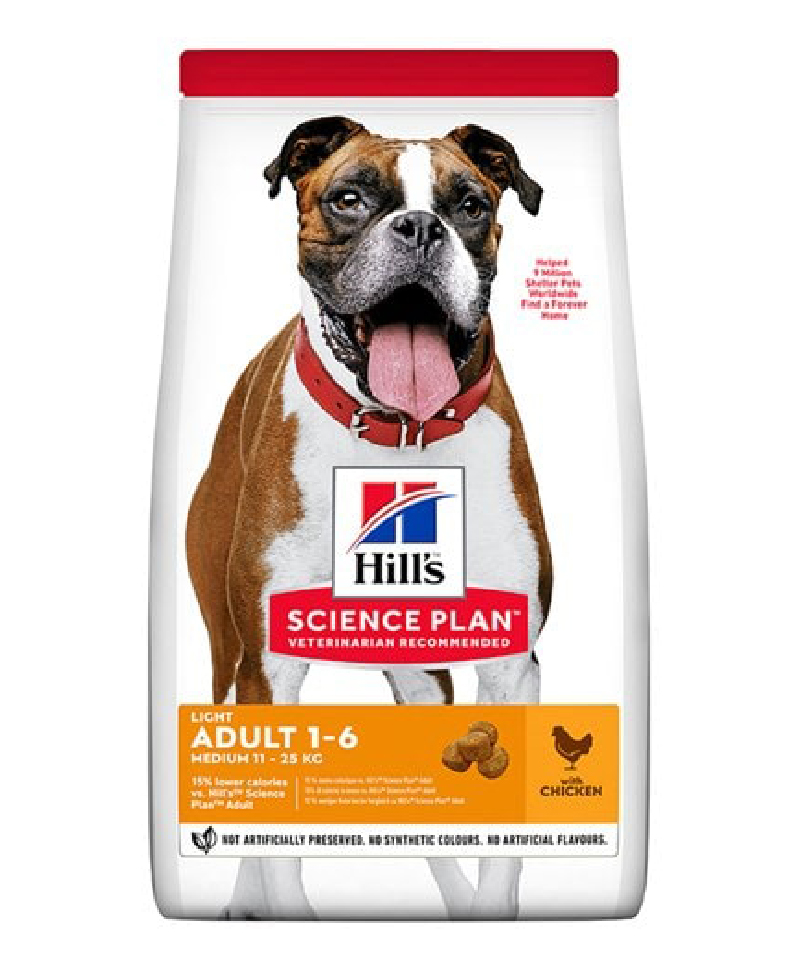 Helped
9 Million
Shelter Pets
Worldwide
Find a Forever
Home
Hill's™
SCIENCE PLAN™
VETERINARIAN RECOMMENDED
LIGHT
ADULT 1-6
MEDIUM 11 - 25 KG
15% lower calories
vs. Hill's™ Science
Plan™ Adult
with
CHICKEN
NOT ARTIFICIALLY PRESERVED. NO SYNTHETIC COLOURS. NO ARTIFICIAL FLAVOURS.